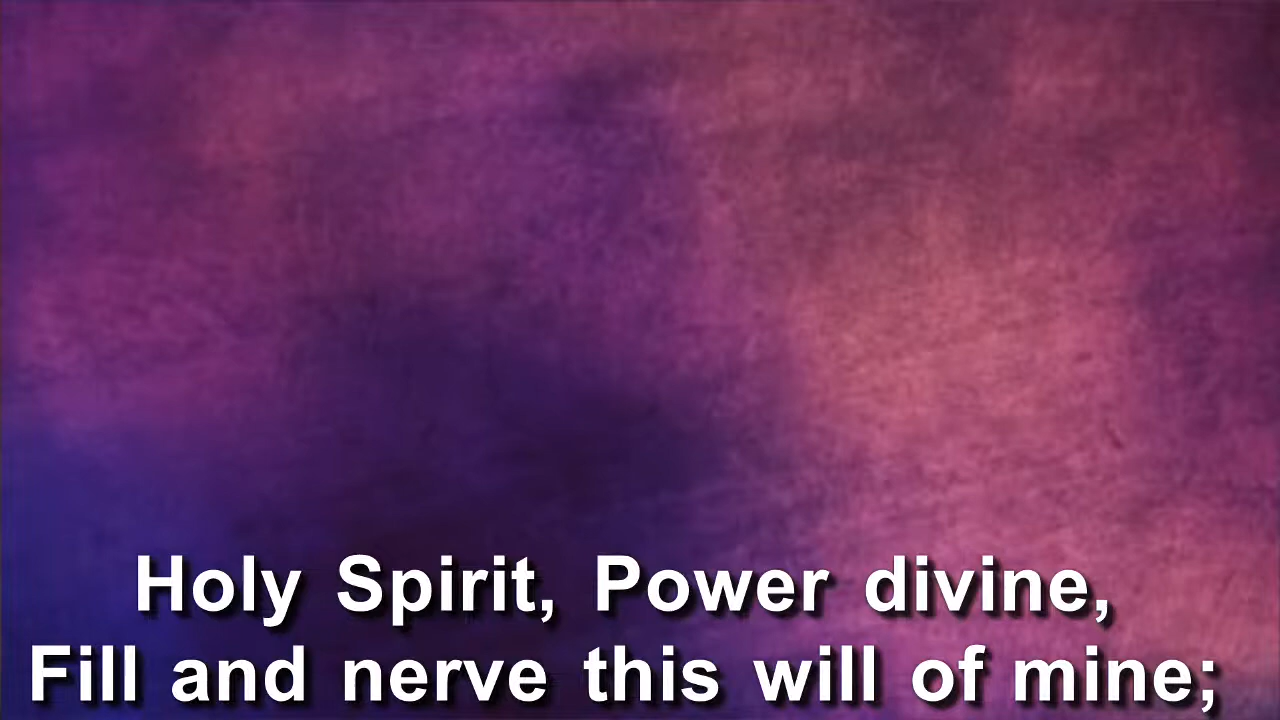 Holy Spirit, Power divine,
Fill and nerve this will of mine;